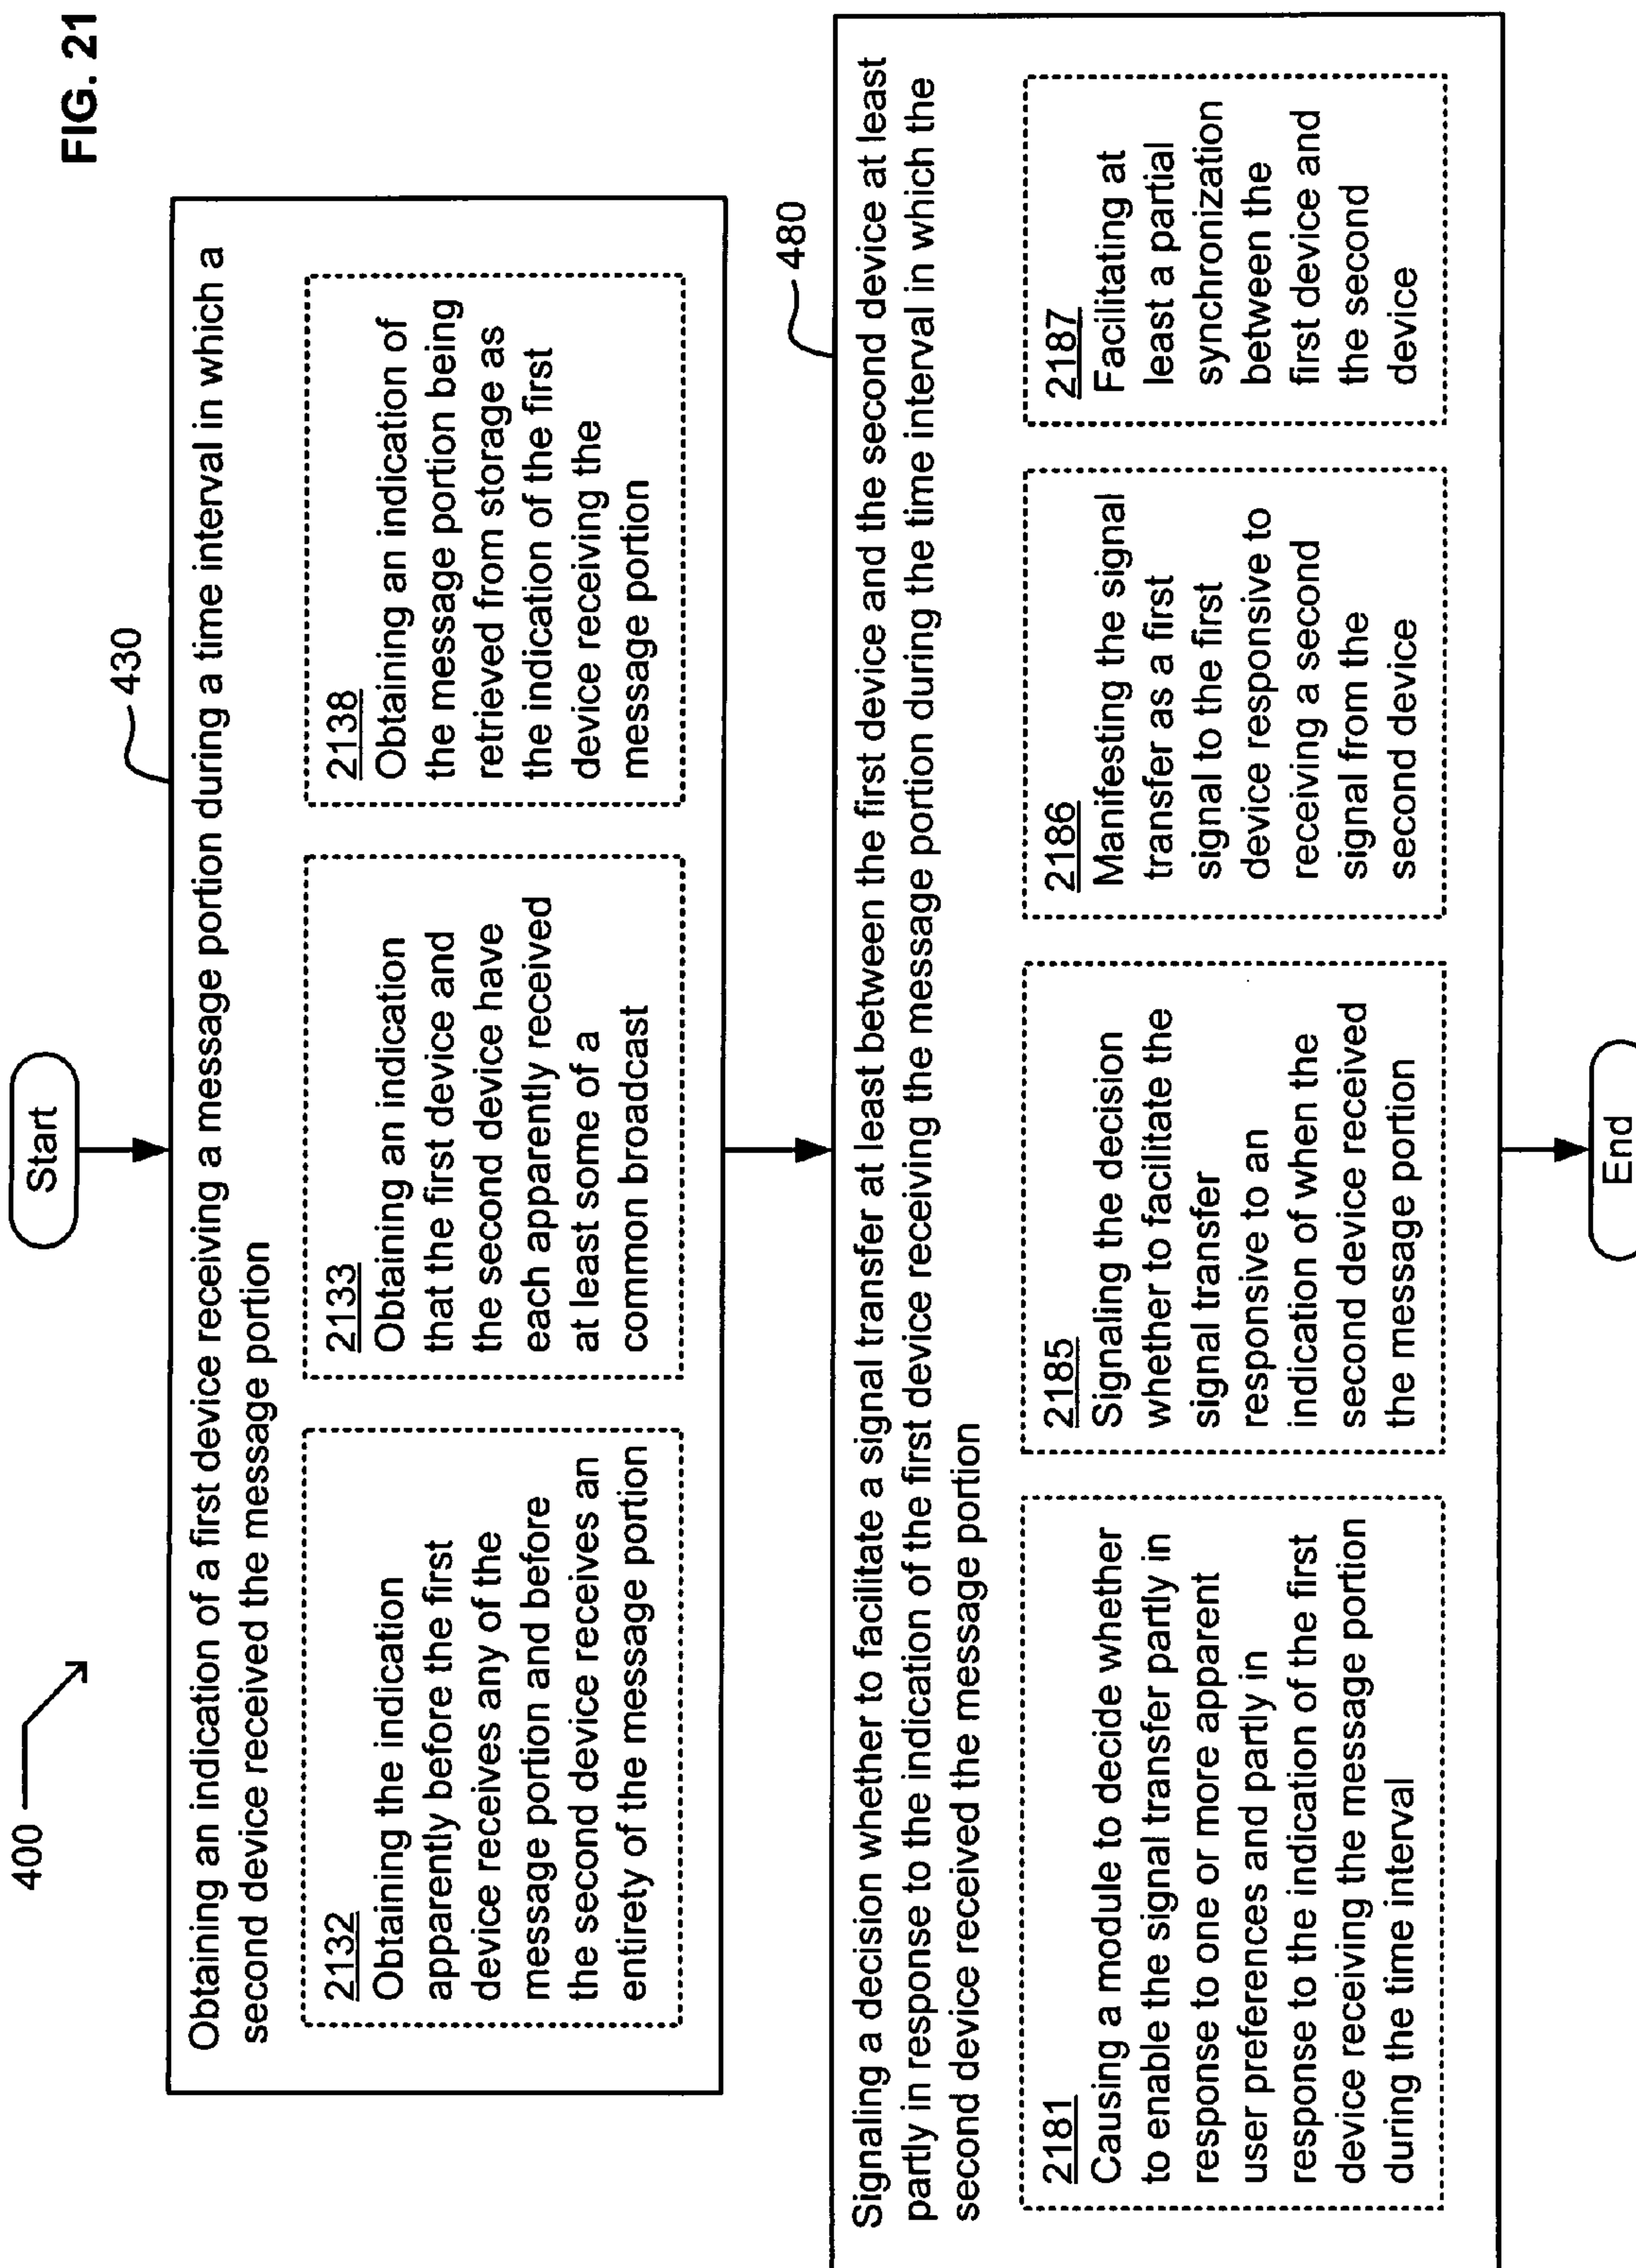 FIG. 21
400
Start
430
Obtaining an indication of a first device receiving a message portion during a time interval in which a
second device received the message portion
2132
Obtaining the indication
apparently before the first
device receives any of the
message portion and before
the second device receives an
entirety of the message portion
2133
Obtaining an indication
that the first device and
the second device have
each apparently received
at least some of a
common broadcast
2138
Obtaining an indication of
the message portion being
retrieved from storage as
the indication of the first
device receiving the
message portion
480
Signaling a decision whether to facilitate a signal transfer at least between the first device and the second device at least
partly in response to the indication of the first device receiving the message portion during the time interval in which the
second device received the message portion
2181
Causing a module to decide whether
to enable the signal transfer partly in
response to one or more apparent
user preferences and partly in
response to the indication of the first
device receiving the message portion
during the time interval
2185
Signaling the decision
whether to facilitate the
signal transfer
responsive to an
indication of when the
second device received
the message portion
2186
Manifesting the signal
transfer as a first
signal to the first
device responsive to
receiving a second
signal from the
second device
2187
Facilitating at
least a partial
synchronization
between the
first device and
the second
device
End